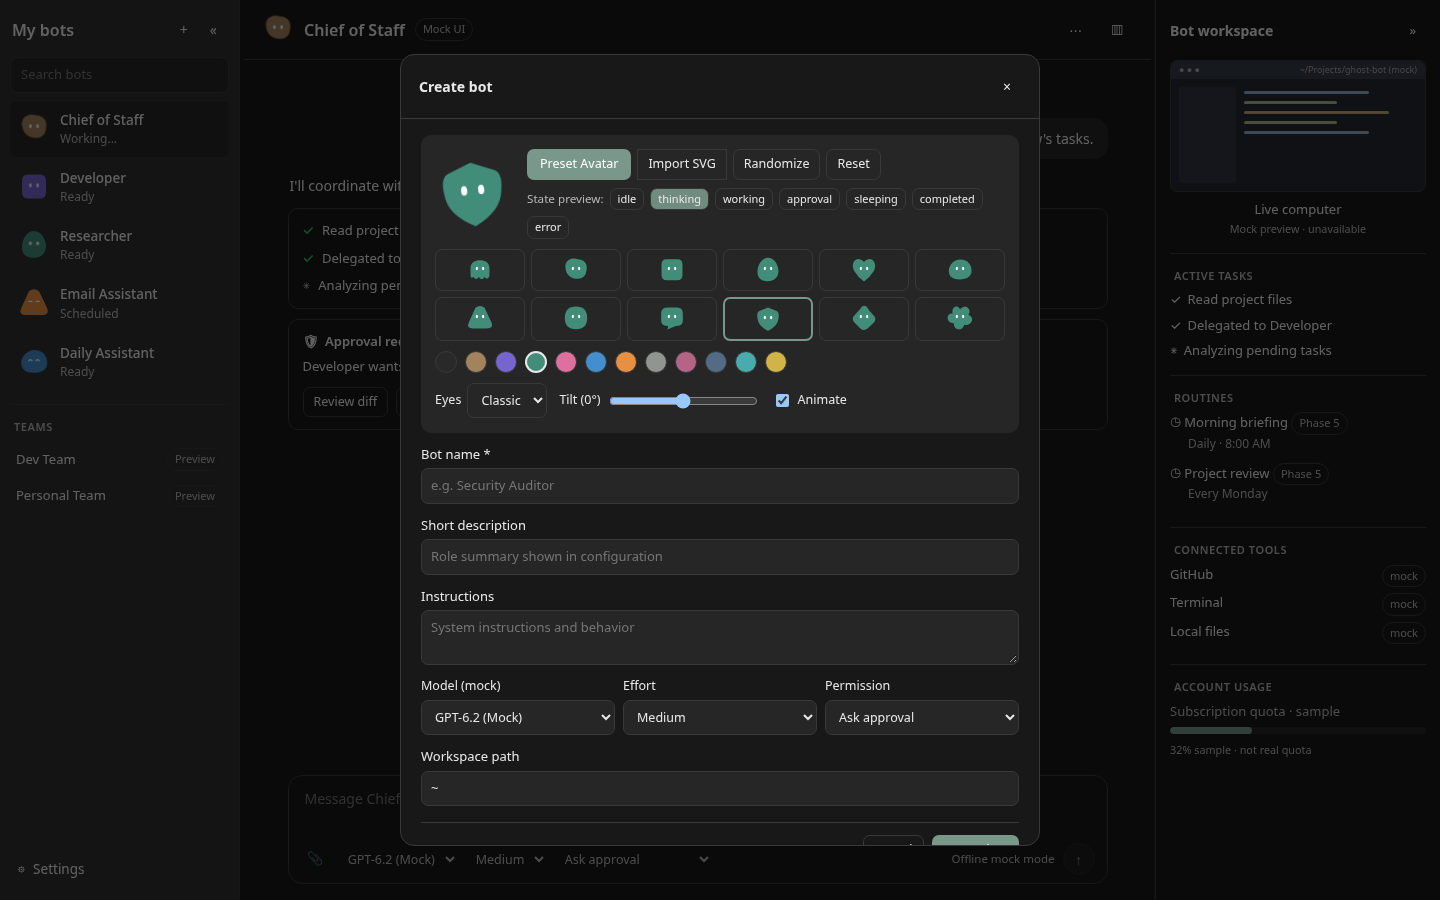 My bots
+
«
Search bots
Chief of Staff
Working...
Developer
Ready
Researcher
Ready
Email Assistant
Scheduled
Daily Assistant
Ready
TEAMS
Dev Team Preview
Personal Team Preview
Settings
Chief of Staff Mock UI
...
's tasks.
I'll coordinate wit
Read project
Delegated to
Analyzing per
Approval rec
Developer wants
Review diff
Message Chief
GPT-6.2 (Mock) Medium Ask approval Offline mock mode ↑
Create bot ×
Preset Avatar Import SVG Randomize Reset
State preview: idle thinking working approval sleeping completed
error
Eyes Classic Tilt (0°) Animate
Bot name *
e.g. Security Auditor
Short description
Role summary shown in configuration
Instructions
System instructions and behavior
Model (mock) Effort Permission
GPT-6.2 (Mock) Medium Ask approval
Workspace path
~
Bot workspace »
~/Projects/ghost-bot (mock)
Live computer
Mock preview · unavailable
ACTIVE TASKS
✓ Read project files
✓ Delegated to Developer
Analyzing pending tasks
ROUTINES
Morning briefing Phase 5
Daily · 8:00 AM
Project review Phase 5
Every Monday
CONNECTED TOOLS
GitHub mock
Terminal mock
Local files mock
ACCOUNT USAGE
Subscription quota · sample
32% sample · not real quota